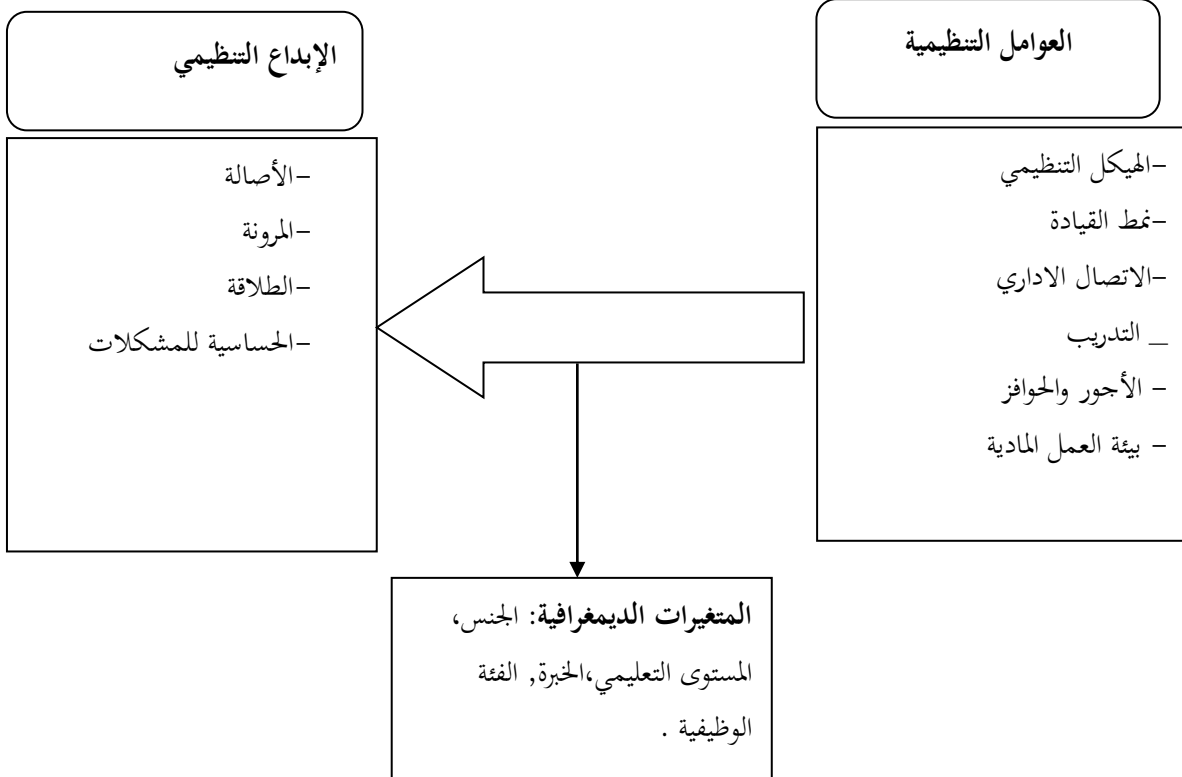 العوامل التنظيمية
-الهيكل التنظيمي
-نمط القيادة
-الاتصال الاداري
_ التدريب
- الأجور والحوافز
- بيئة العمل المادية
الإبداع التنظيمي
-الأصالة
-المرونة
-الطلاقة
-الحساسية للمشكلات
المتغيرات الديمغرافية: الجنس،
المستوى التعليمي،الخبرة, الفئة
الوظيفية .